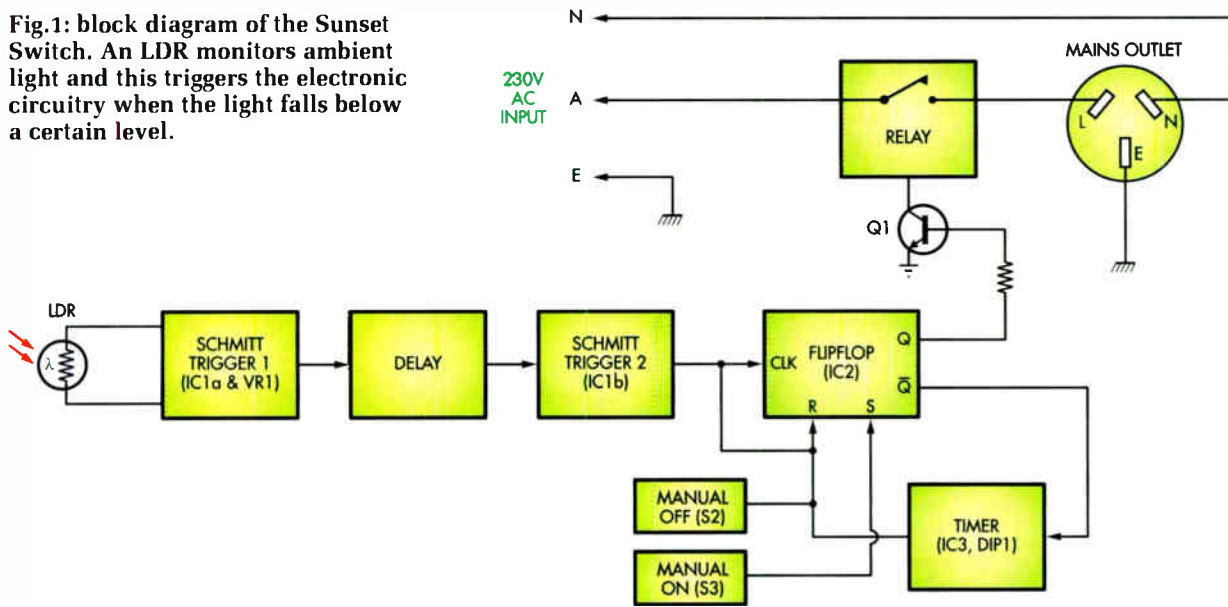 Fig.1: block diagram of the Sunset
Switch. An LDR monitors ambient
light and this triggers the electronic
circuitry when the light falls below
a certain level.
N
230V
AC
INPUT
A
E
RELAY
MAINS OUTLET
L
N
E
Q1
LDR
λ
SCHMITT
TRIGGER 1
(IC1a & VR1)
DELAY
SCHMITT
TRIGGER 2
(IC1b)
CLK
FLIPFLOP
(IC2)
Q
Q̅
R
S
MANUAL
OFF (S2)
MANUAL
ON (S3)
TIMER
(IC3, DIP1)